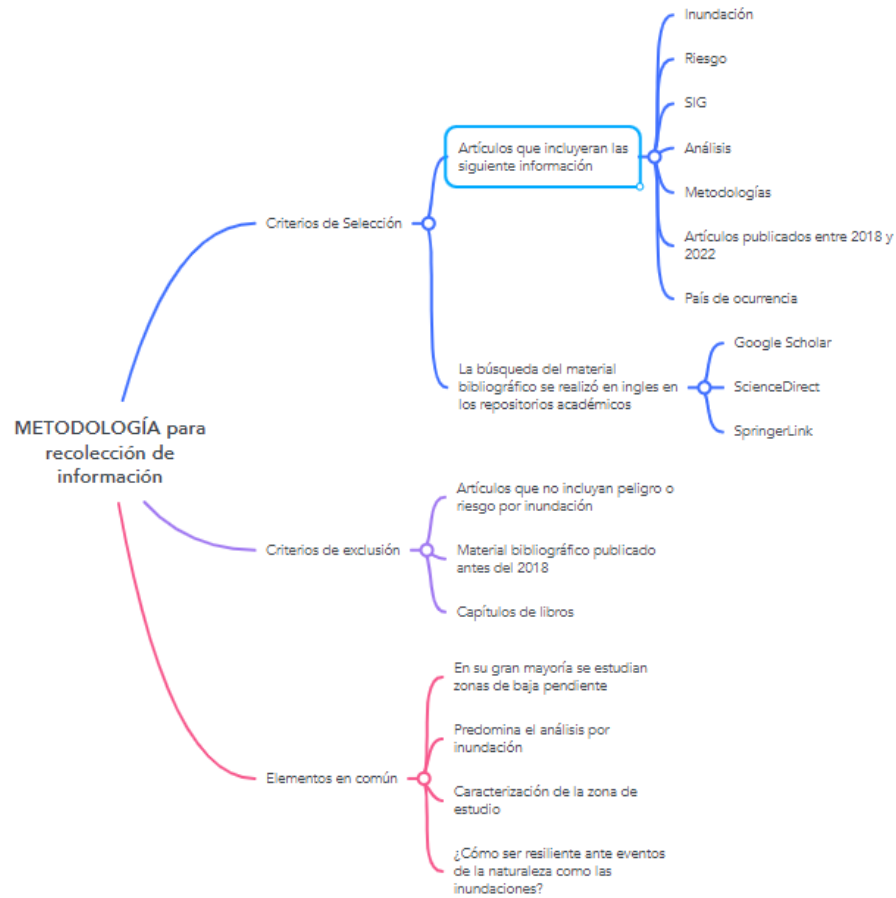 METODOLOGÍA para
recolección de
información
Criterios de Selección
Artículos que incluyeran las
siguiente información
Inundación
Riesgo
SIG
Análisis
Metodologías
Artículos publicados entre 2018 y
2022
País de ocurrencia
La búsqueda del material
bibliográfico se realizó en ingles en
los repositorios académicos
Google Scholar
ScienceDirect
SpringerLink
Criterios de exclusión
Artículos que no incluyan peligro o
riesgo por inundación
Material bibliográfico publicado
antes del 2018
Capítulos de libros
Elementos en común
En su gran mayoría se estudian
zonas de baja pendiente
Predomina el análisis por
inundación
Caracterización de la zona de
estudio
¿Cómo ser resiliente ante eventos
de la naturaleza como las
inundaciones?